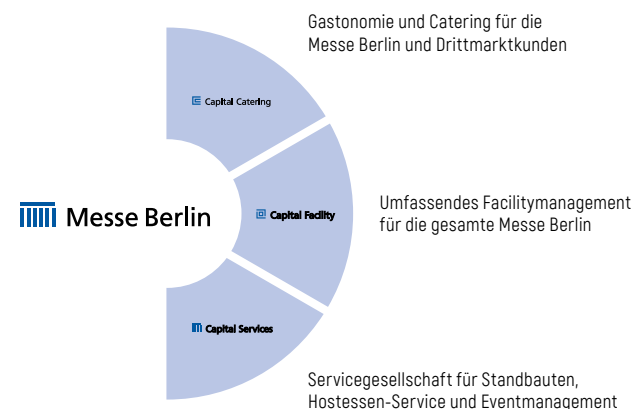 Gastonomie und Catering für die
Messe Berlin und Drittmarktkunden
Capital Catering
Messe Berlin
Capital Facility
Umfassendes Facilitymanagement
für die gesamte Messe Berlin
Capital Services
Servicegesellschaft für Standbauten,
Hostessen-Service und Eventmanagement